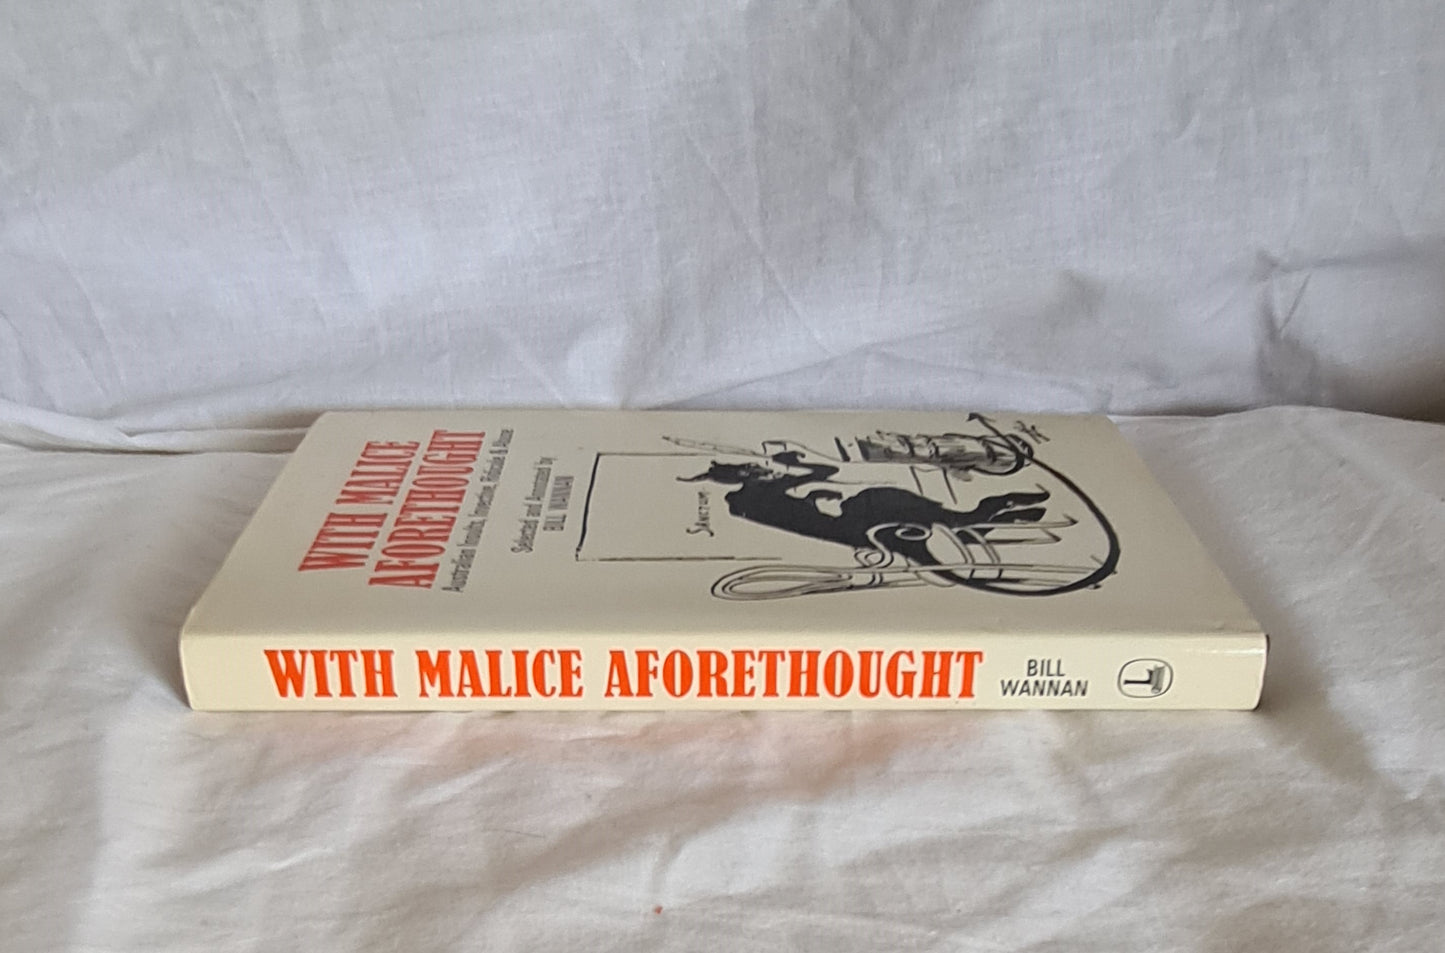 WITH MALICE
AFORETHOUGHT
Australian Insults, Invective, Ridicule & Abuse
Selected and Annotated by
BILL WANNAN
SANCTUM
WITH MALICE AFORETHOUGHT
BILL
WANNAN
L